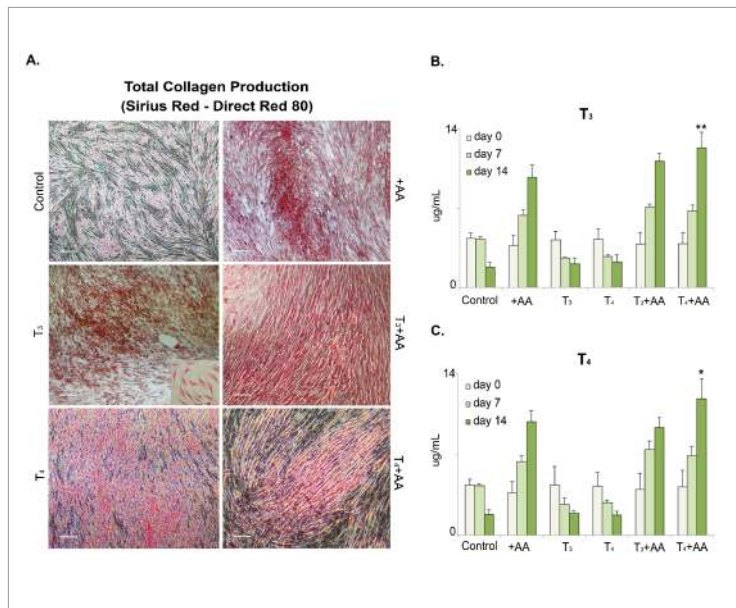 A.
Total Collagen Production
(Sirius Red - Direct Red 80)
Control
+AA
T₃
T₃+AA
T₄
T₄+AA
B.
T₃
14
ug/mL
0
day 0
day 7
day 14
**
Control
+AA
T₃
T₄
T₃+AA
T₄+AA
C.
T₄
14
ug/mL
0
day 0
day 7
day 14
*
Control
+AA
T₃
T₄
T₃+AA
T₄+AA